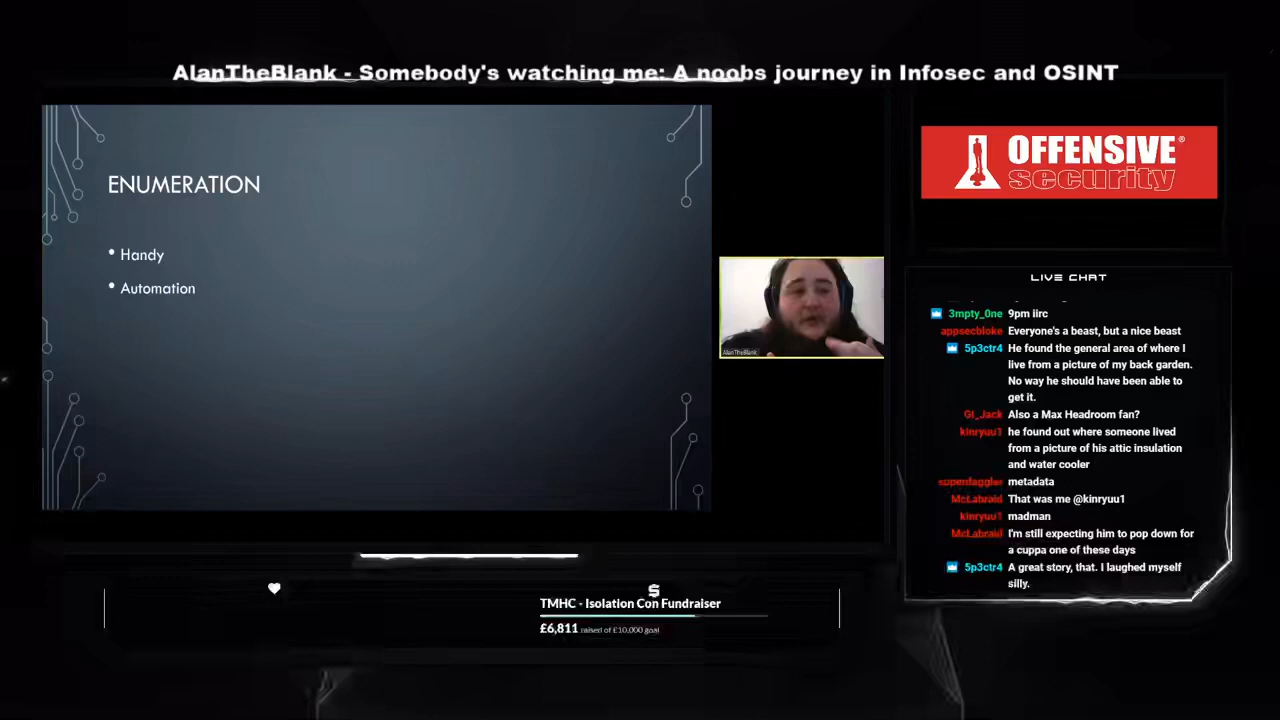 AlanTheBlank - Somebody's watching me: A noobs journey in Infosec and OSINT
ENUMERATION
• Handy
• Automation
AlanTheBlank
OFFENSIVE®
security
LIVE CHAT
3mpty_0ne 9pm iirc
appsecbloke Everyone's a beast, but a nice beast
5p3ctr4 He found the general area of where I
live from a picture of my back garden.
No way he should have been able to
get it.
GI_Jack Also a Max Headroom fan?
kinryuu1 he found out where someone lived
from a picture of his attic insulation
and water cooler
superdaggler metadata
McLabraid That was me @kinryuu1
kinryuu1 madman
McLabraid I'm still expecting him to pop down for
a cuppa one of these days
5p3ctr4 A great story, that. I laughed myself
silly.
TMHC - Isolation Con Fundraiser
£6,811 raised of £10,000 goal